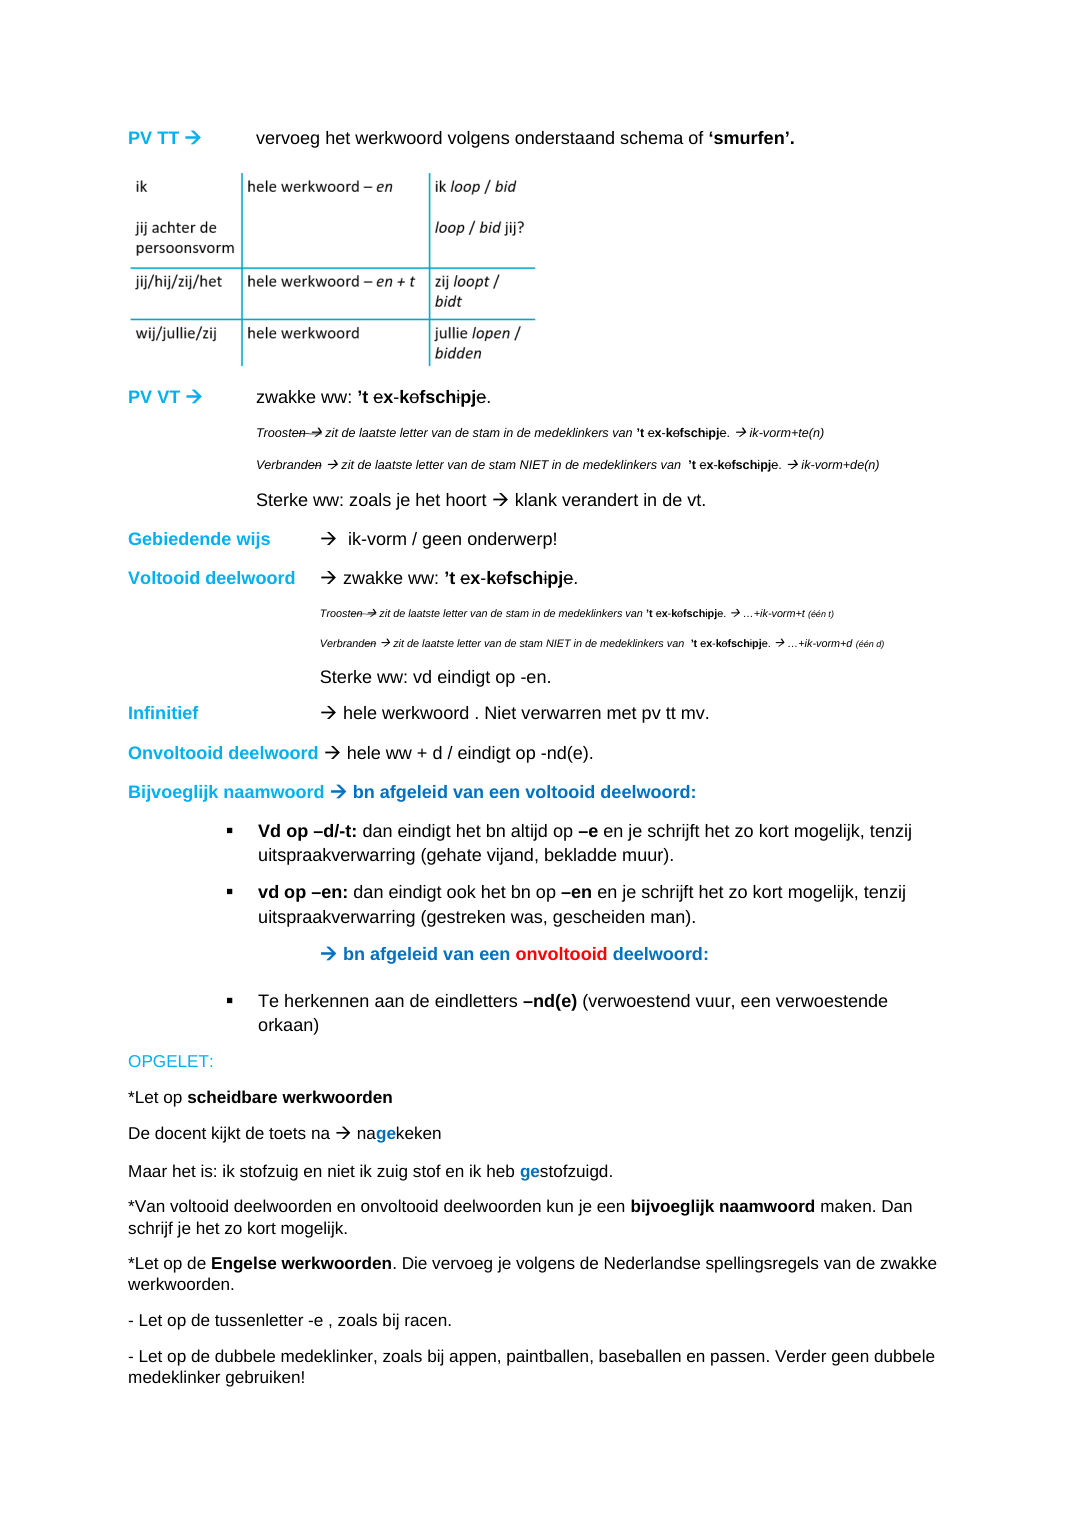 PV TT → vervoeg het werkwoord volgens onderstaand schema of ‘smurfen’.
ik hele werkwoord – en ik loop / bid
jij achter de loop / bid jij?
persoonsvorm
jij/hij/zij/het hele werkwoord – en + t zij loopt /
bidt
wij/jullie/zij hele werkwoord jullie lopen /
bidden
PV VT → zwakke ww: ’t ex-kofschipje.
Troosten → zit de laatste letter van de stam in de medeklinkers van ’t ex-kofschipje. → ik-vorm+te(n)
Verbranden → zit de laatste letter van de stam NIET in de medeklinkers van ’t ex-kofschipje. → ik-vorm+de(n)
Sterke ww: zoals je het hoort → klank verandert in de vt.
Gebiedende wijs → ik-vorm / geen onderwerp!
Voltooid deelwoord → zwakke ww: ’t ex-kofschipje.
Troosten → zit de laatste letter van de stam in de medeklinkers van ’t ex-kofschipje. → …+ik-vorm+t (één t)
Verbranden → zit de laatste letter van de stam NIET in de medeklinkers van ’t ex-kofschipje. → …+ik-vorm+d (één d)
Sterke ww: vd eindigt op -en.
Infinitief → hele werkwoord . Niet verwarren met pv tt mv.
Onvoltooid deelwoord → hele ww + d / eindigt op -nd(e).
Bijvoeglijk naamwoord → bn afgeleid van een voltooid deelwoord:
▪ Vd op –d/-t: dan eindigt het bn altijd op –e en je schrijft het zo kort mogelijk, tenzij
uitspraakverwarring (gehate vijand, bekladde muur).
▪ vd op –en: dan eindigt ook het bn op –en en je schrijft het zo kort mogelijk, tenzij
uitspraakverwarring (gestreken was, gescheiden man).
→ bn afgeleid van een onvoltooid deelwoord:
▪ Te herkennen aan de eindletters –nd(e) (verwoestend vuur, een verwoestende
orkaan)
OPGELET:
*Let op scheidbare werkwoorden
De docent kijkt de toets na → nagekeken
Maar het is: ik stofzuig en niet ik zuig stof en ik heb gestofzuigd.
*Van voltooid deelwoorden en onvoltooid deelwoorden kun je een bijvoeglijk naamwoord maken. Dan
schrijf je het zo kort mogelijk.
*Let op de Engelse werkwoorden. Die vervoeg je volgens de Nederlandse spellingsregels van de zwakke
werkwoorden.
- Let op de tussenletter -e , zoals bij racen.
- Let op de dubbele medeklinker, zoals bij appen, paintballen, baseballen en passen. Verder geen dubbele
medeklinker gebruiken!